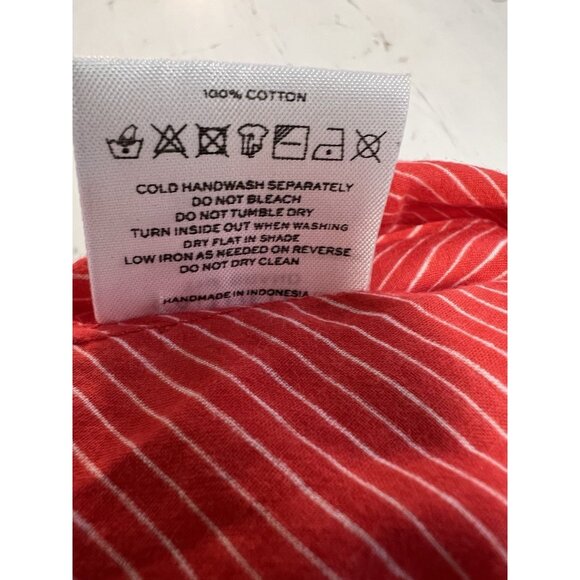 100% COTTON
COLD HANDWASH SEPARATELY
DO NOT BLEACH
DO NOT TUMBLE DRY
TURN INSIDE OUT WHEN WASHING
DRY FLAT IN SHADE
LOW IRON AS NEEDED ON REVERSE
DO NOT DRY CLEAN
HANDMADE IN INDONESIA